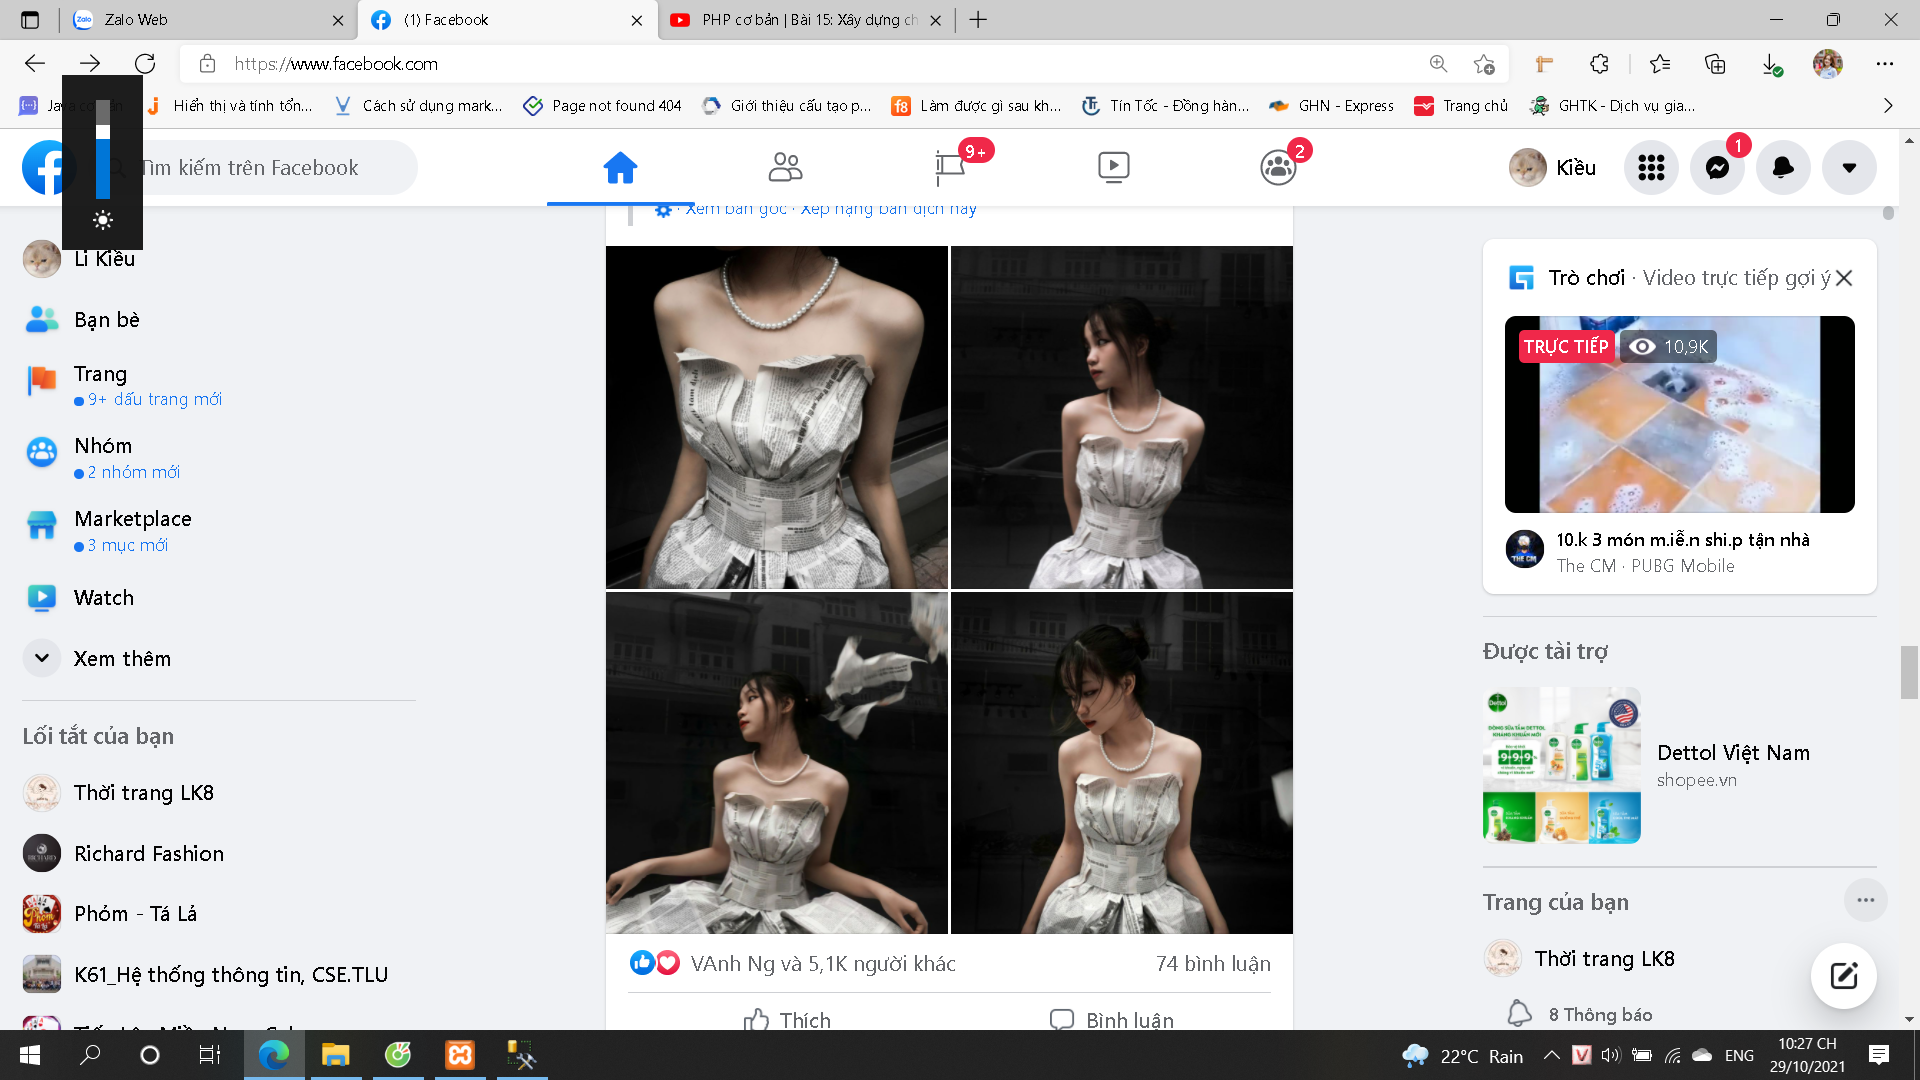 Zalo Web
(1) Facebook
PHP cơ bản | Bài 15: Xây dựng ch
https://www.facebook.com
Java cơ bản
Hiển thị và tính tổn...
Cách sử dụng mark...
Page not found 404
Giới thiệu cấu tạo p...
Làm được gì sau kh...
Tín Tốc - Đồng hàn...
GHN - Express
Trang chủ
GHTK - Dịch vụ gia...
Tìm kiếm trên Facebook
9+
2
Kiều
1
Li Kiều
Bạn bè
Trang
9+ dấu trang mới
Nhóm
2 nhóm mới
Marketplace
3 mục mới
Watch
Xem thêm
Lối tắt của bạn
Thời trang LK8
Richard Fashion
Phỏm - Tá Lả
K61_Hệ thống thông tin, CSE.TLU
· Xem bản gốc · Xếp hạng bản dịch này
VAnh Ng và 5,1K người khác
74 bình luận
Thích
Bình luận
Trò chơi · Video trực tiếp gợi ý
TRỰC TIẾP
10,9K
10.k 3 món m.iễ.n shi.p tận nhà
The CM · PUBG Mobile
THE CM
Được tài trợ
Dettol
Dettol Việt Nam
shopee.vn
Trang của bạn
Thời trang LK8
8 Thông báo
22°C Rain
ENG
10:27 CH
29/10/2021